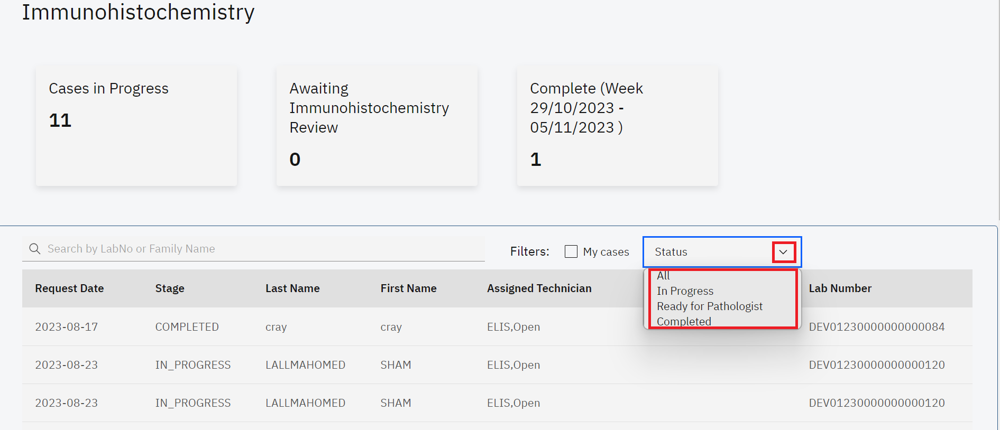 Immunohistochemistry
Cases in Progress
11
Awaiting
Immunohistochemistry
Review
0
Complete (Week
29/10/2023 -
05/11/2023 )
1
Search by LabNo or Family Name
Filters:
My cases
Status
All
In Progress
Ready for Pathologist
Completed
Request Date Stage Last Name First Name Assigned Technician Lab Number
2023-08-17 COMPLETED cray cray ELIS,Open DEV01230000000000084
2023-08-23 IN_PROGRESS LALLMAHOMED SHAM ELIS,Open DEV01230000000000120
2023-08-23 IN_PROGRESS LALLMAHOMED SHAM ELIS,Open DEV01230000000000120